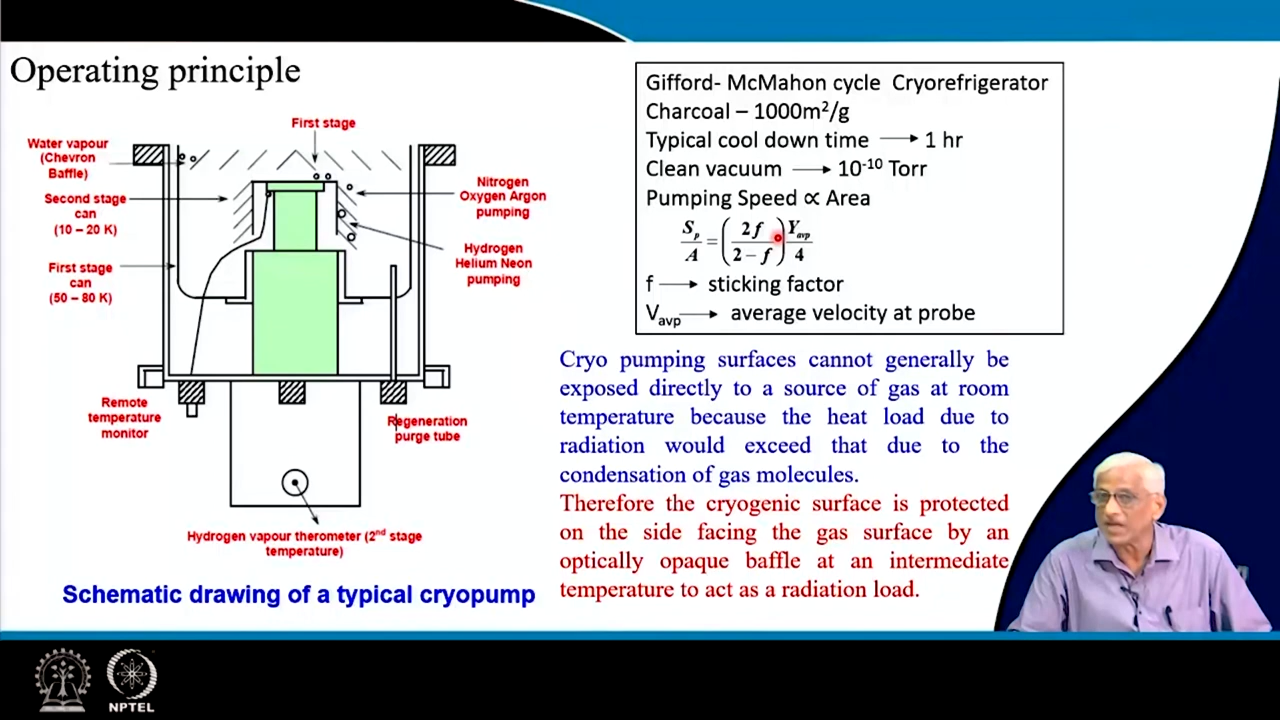 Operating principle
First stage
Water vapour
(Chevron
Baffle)
Second stage
can
(10 – 20 K)
First stage
can
(50 – 80 K)
Nitrogen
Oxygen Argon
pumping
Hydrogen
Helium Neon
pumping
Remote
temperature
monitor
Regeneration
purge tube
Hydrogen vapour therometer (2nd stage
temperature)
Schematic drawing of a typical cryopump
Gifford- McMahon cycle Cryorefrigerator
Charcoal – 1000m²/g
Typical cool down time → 1 hr
Clean vacuum → 10⁻¹⁰ Torr
Pumping Speed ∝ Area
S_p/A = (2f/(2–f)) Y_avp/4
f → sticking factor
V_avp → average velocity at probe
Cryo pumping surfaces cannot generally be
exposed directly to a source of gas at room
temperature because the heat load due to
radiation would exceed that due to the
condensation of gas molecules.
Therefore the cryogenic surface is protected
on the side facing the gas surface by an
optically opaque baffle at an intermediate
temperature to act as a radiation load.
NPTEL